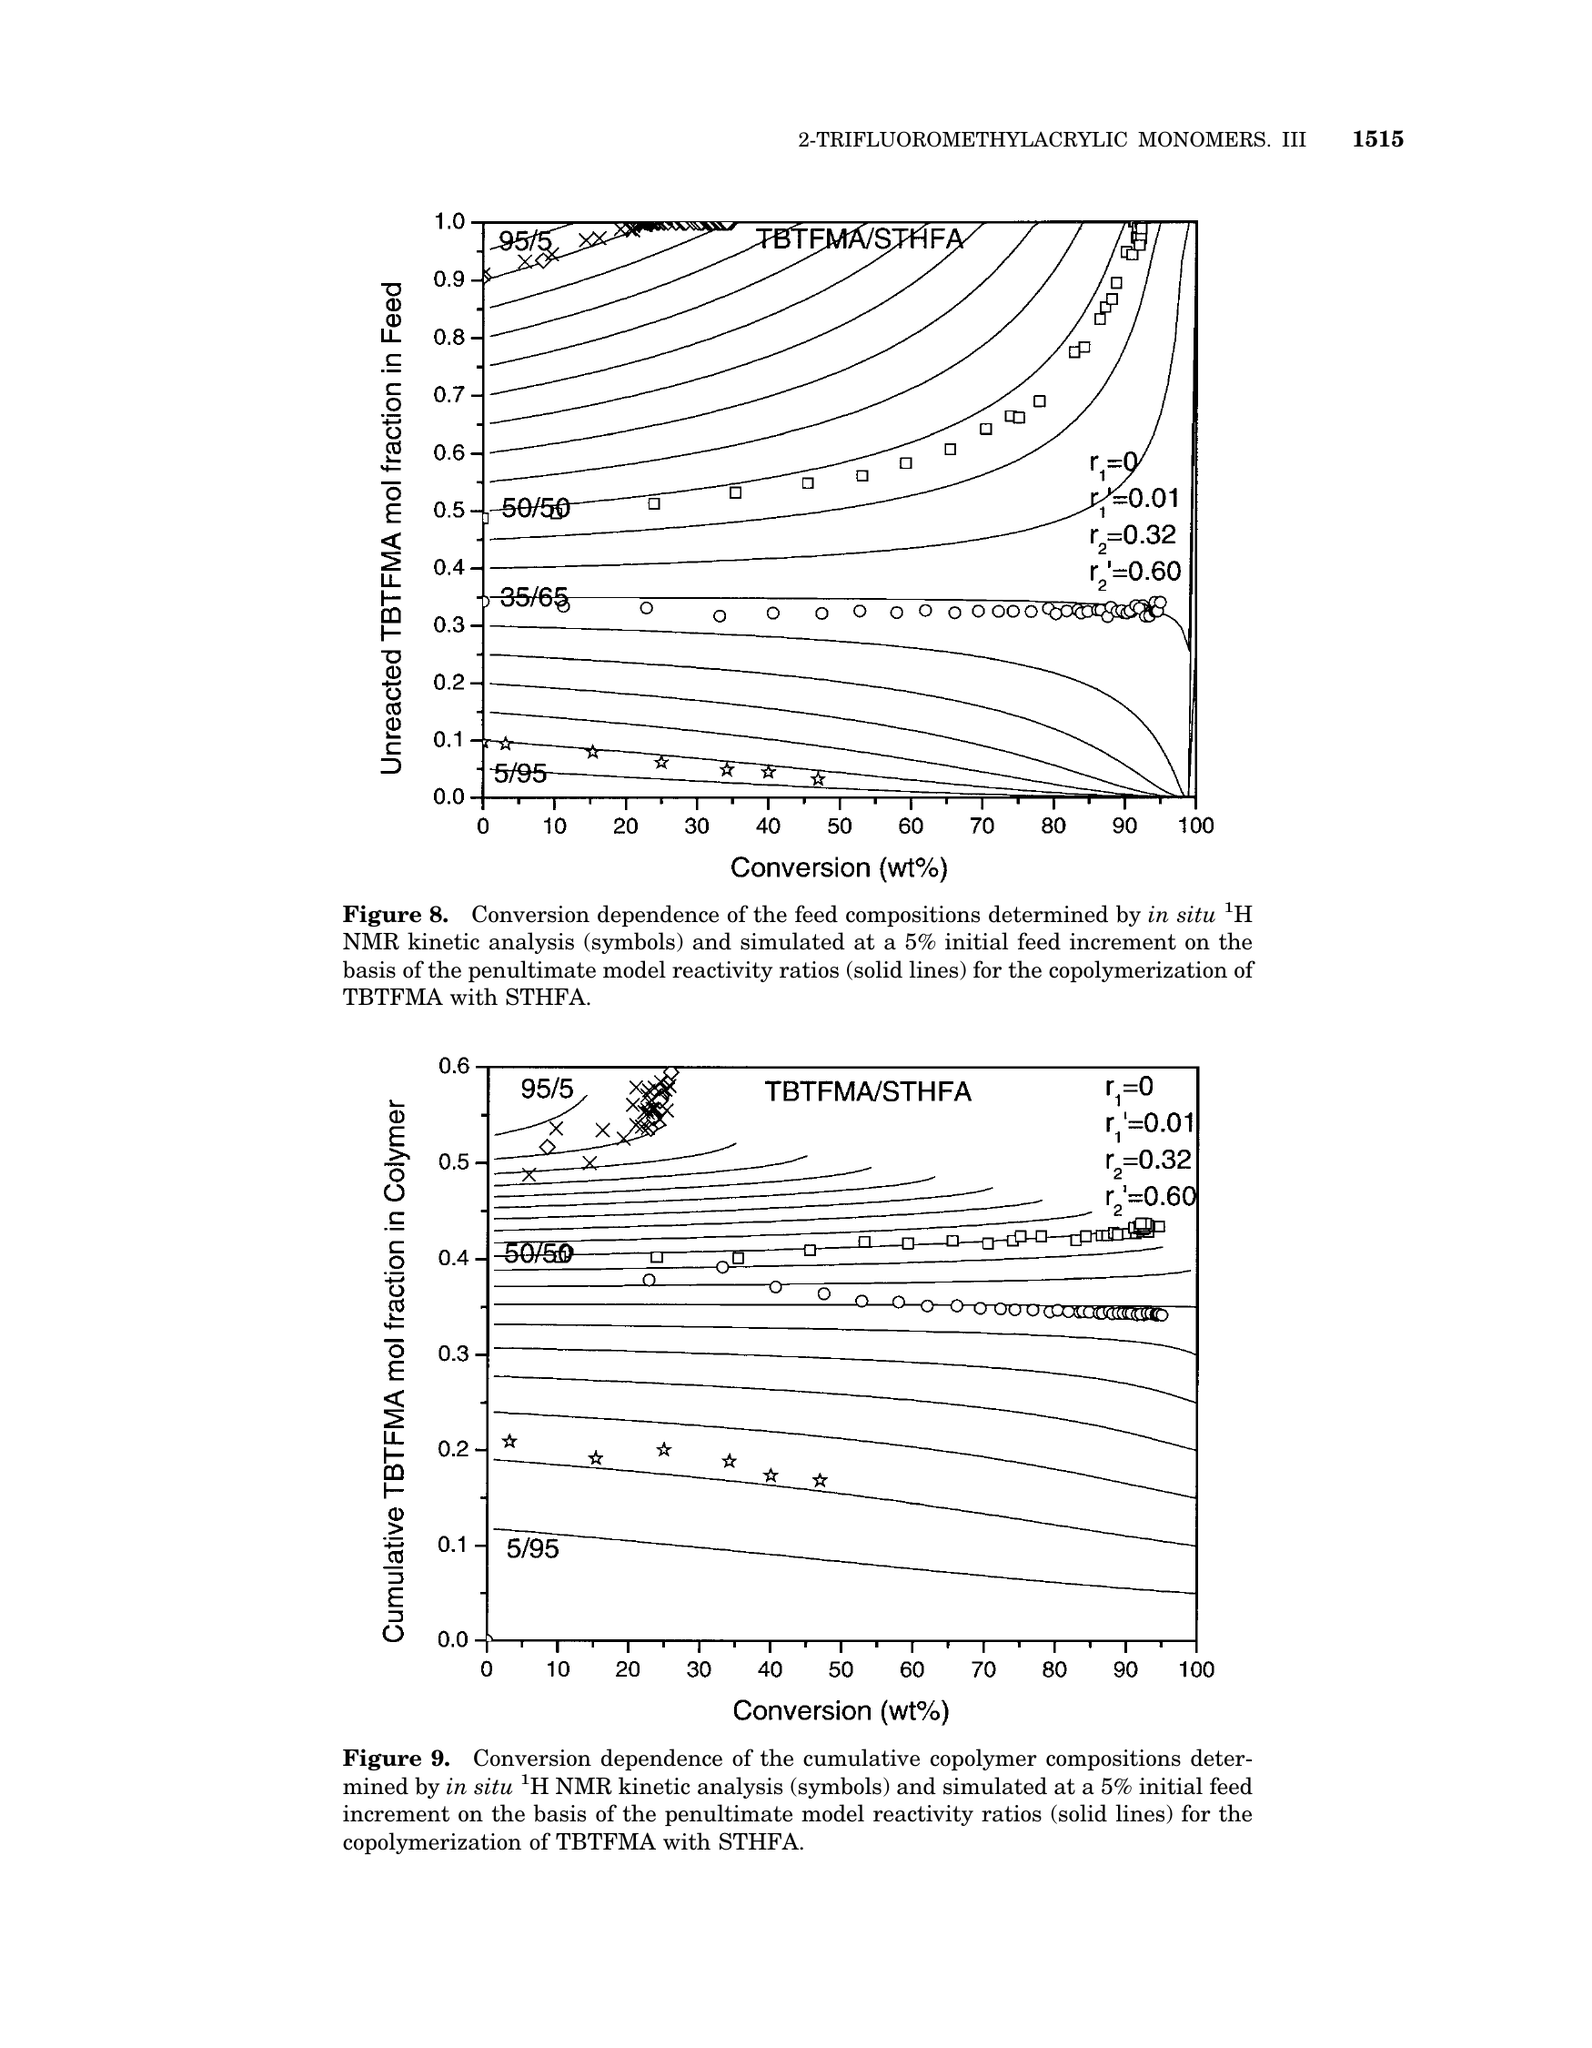 2-TRIFLUOROMETHYLACRYLIC MONOMERS. III 1515
1.0
0.9
0.8
0.7
0.6
0.5
0.4
0.3
0.2
0.1
0.0
Unreacted TBTFMA mol fraction in Feed
95/5
TBTFMA/STHFA
50/50
35/65
5/95
r1=0
r1'=0.01
r2=0.32
r2'=0.60
0 10 20 30 40 50 60 70 80 90 100
Conversion (wt%)
Figure 8. Conversion dependence of the feed compositions determined by in situ 1H
NMR kinetic analysis (symbols) and simulated at a 5% initial feed increment on the
basis of the penultimate model reactivity ratios (solid lines) for the copolymerization of
TBTFMA with STHFA.
0.6
0.5
0.4
0.3
0.2
0.1
0.0
Cumulative TBTFMA mol fraction in Colymer
95/5
TBTFMA/STHFA
r1=0
r1'=0.01
r2=0.32
r2'=0.60
50/50
5/95
0 10 20 30 40 50 60 70 80 90 100
Conversion (wt%)
Figure 9. Conversion dependence of the cumulative copolymer compositions deter-
mined by in situ 1H NMR kinetic analysis (symbols) and simulated at a 5% initial feed
increment on the basis of the penultimate model reactivity ratios (solid lines) for the
copolymerization of TBTFMA with STHFA.